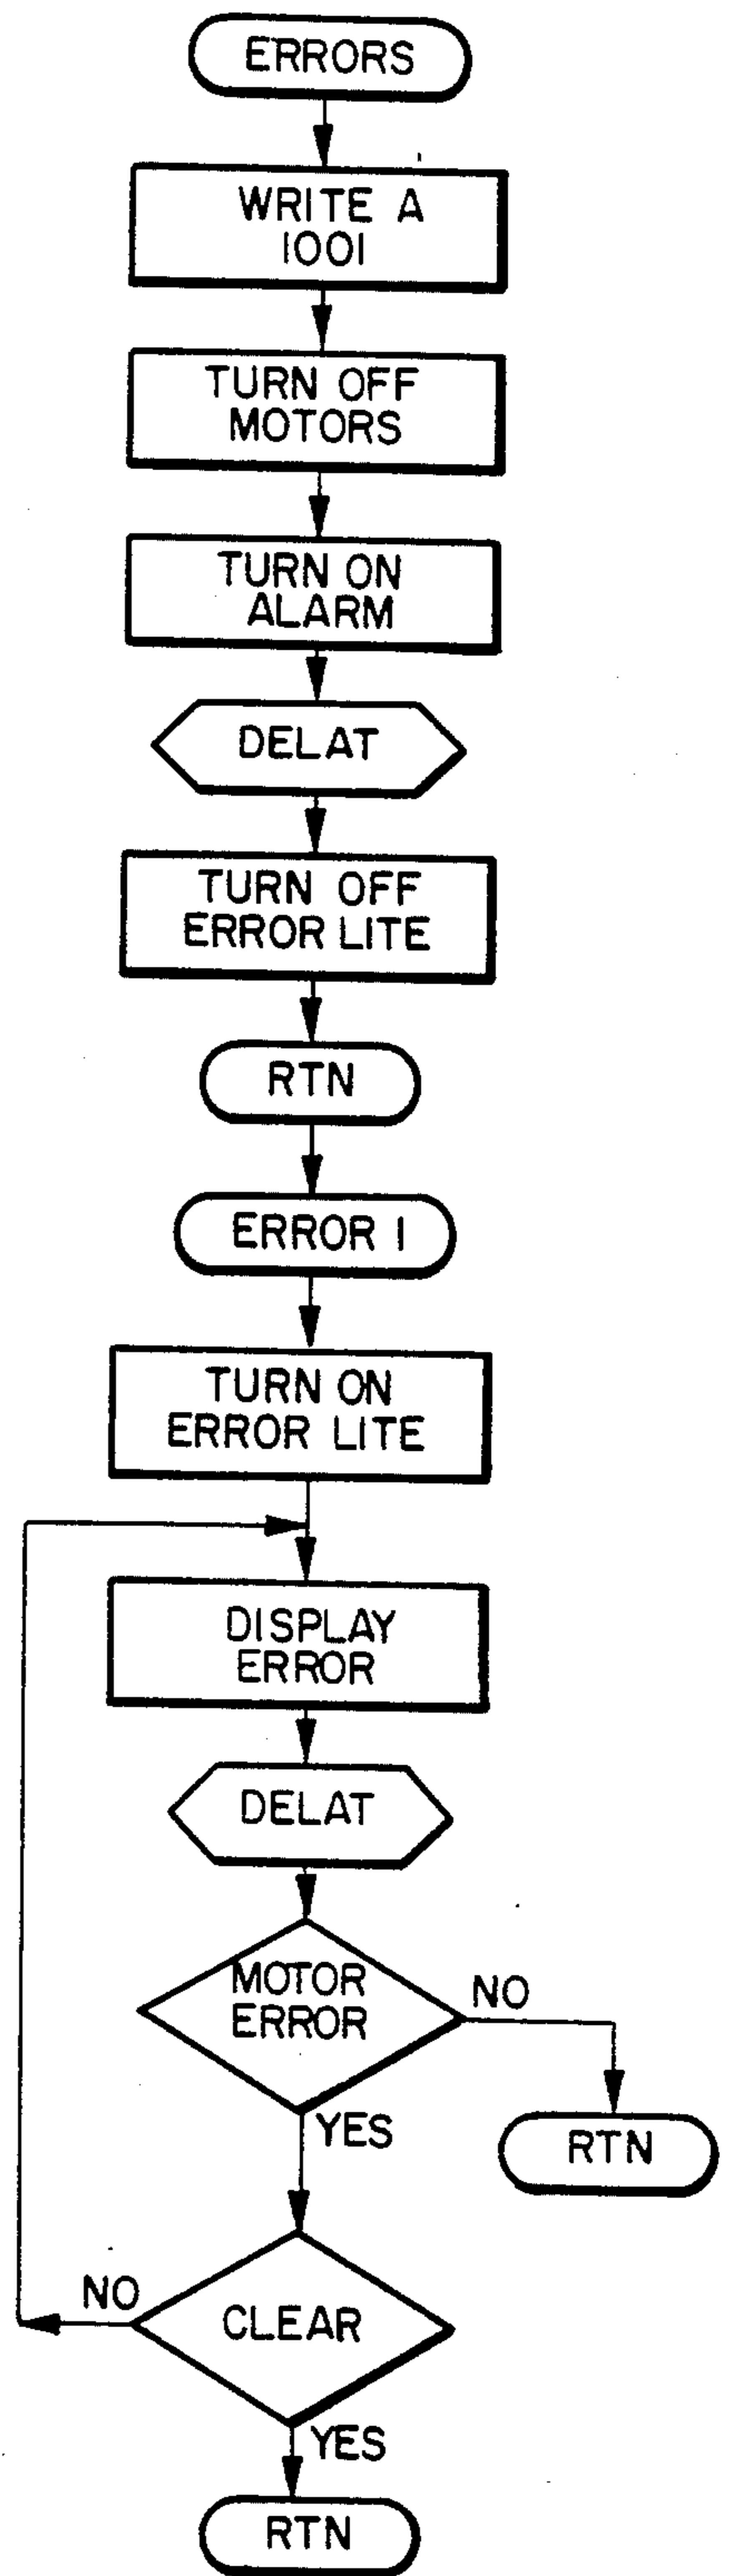 ERRORS
WRITE A
1001
TURN OFF
MOTORS
TURN ON
ALARM
DELAT
TURN OFF
ERROR LITE
RTN
ERROR 1
TURN ON
ERROR LITE
DISPLAY
ERROR
DELAT
MOTOR
ERROR
NO
YES
RTN
NO
CLEAR
YES
RTN